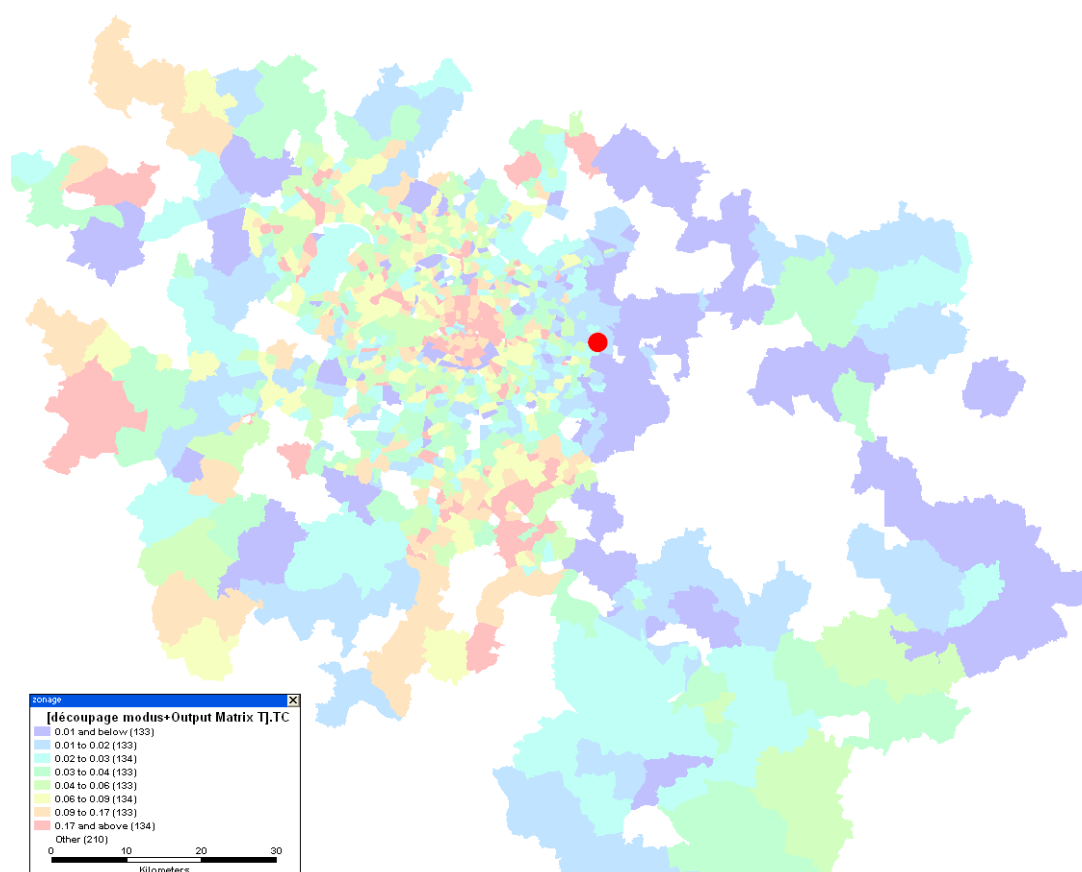 zonage
[découpage modus+Output Matrix T].TC
0.01 and below (133)
0.01 to 0.02 (133)
0.02 to 0.03 (134)
0.03 to 0.04 (133)
0.04 to 0.06 (133)
0.06 to 0.09 (134)
0.09 to 0.17 (133)
0.17 and above (134)
Other (210)
0 10 20 30
Kilometers